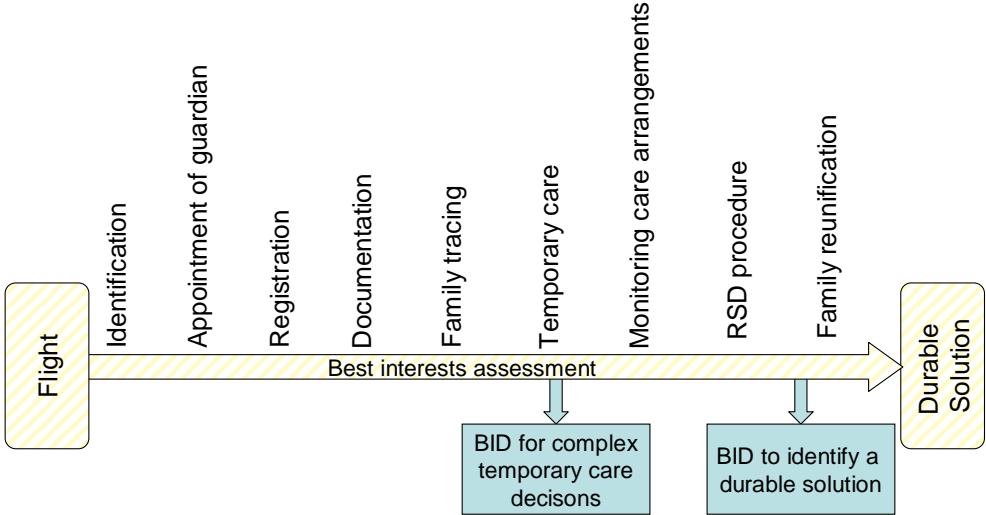 Identification
Appointment of guardian
Registration
Documentation
Family tracing
Temporary care
Monitoring care arrangements
RSD procedure
Family reunification
Flight
Best interests assessment
Durable
Solution
BID for complex
temporary care
decisons
BID to identify a
durable solution